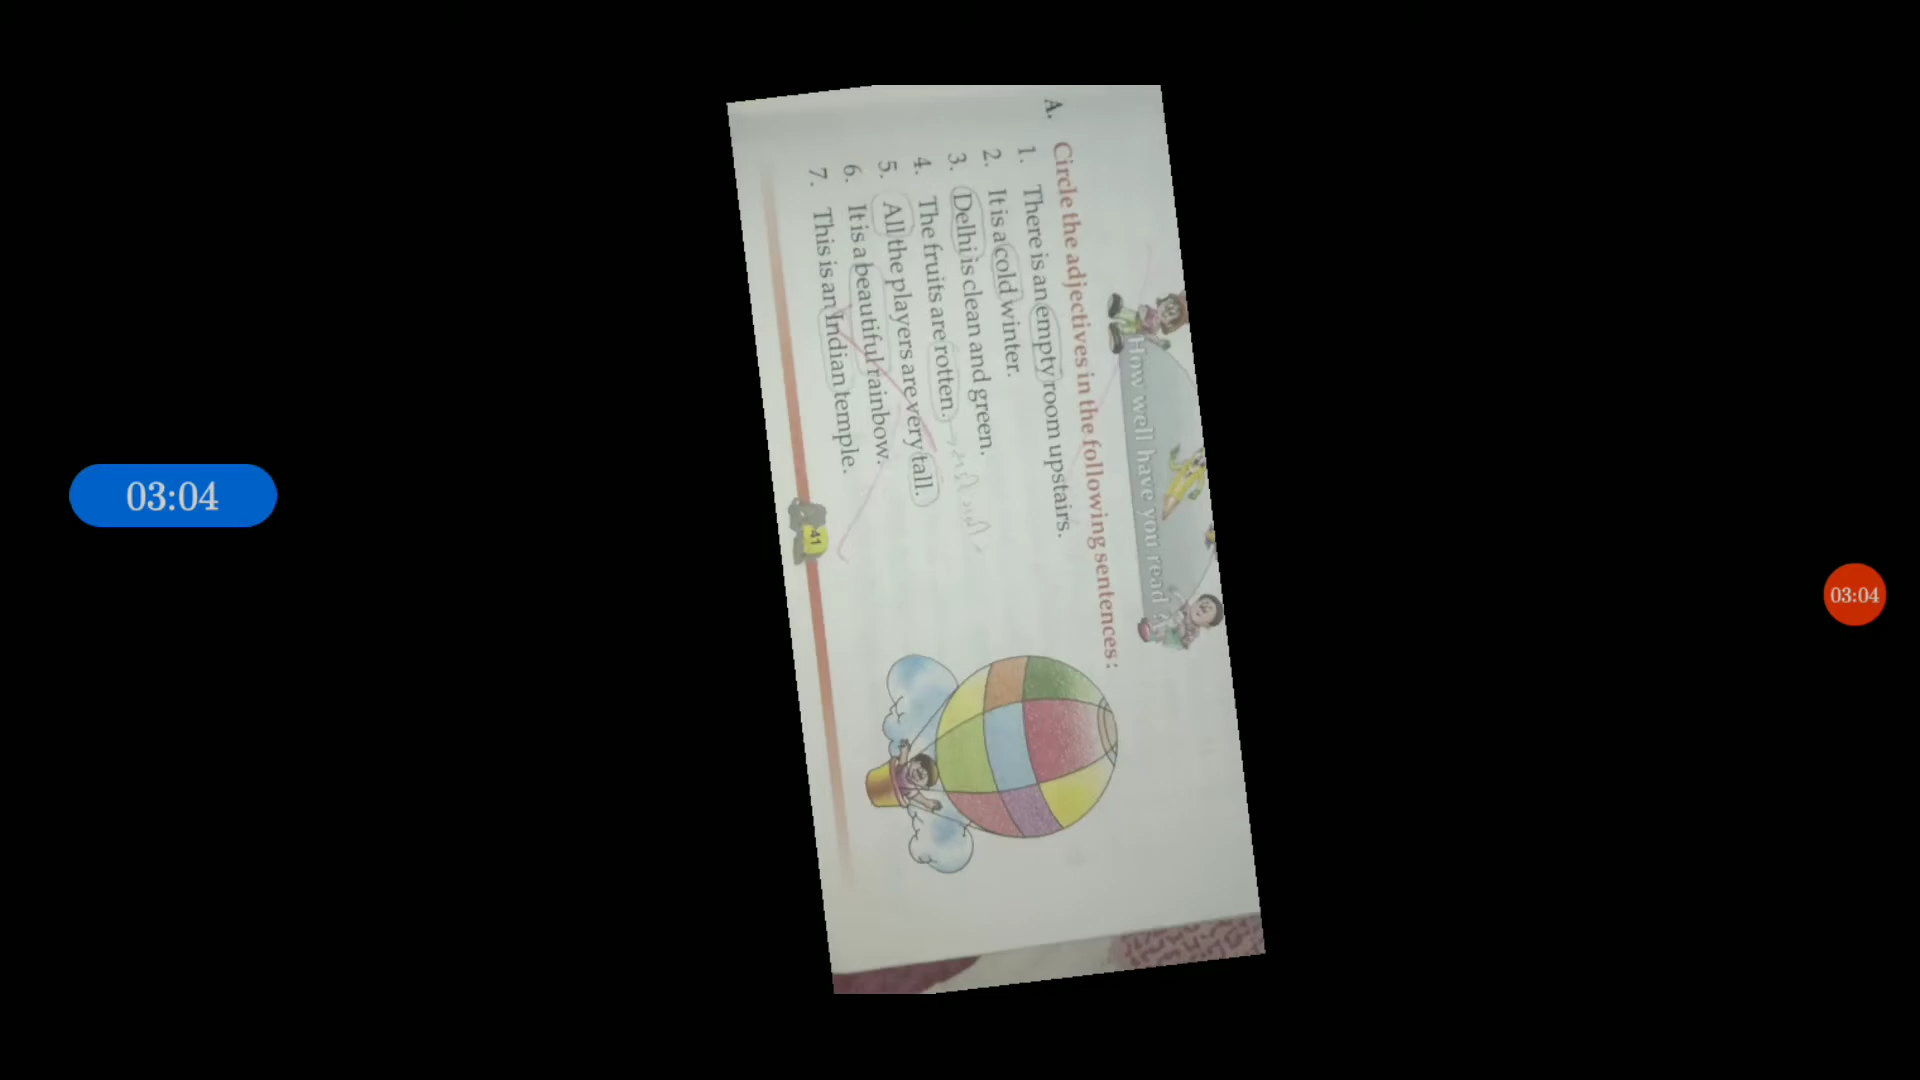 How well have you read
A. Circle the adjectives in the following sentences:
1. There is an empty room upstairs.
2. It is a cold winter.
3. Delhi is clean and green.
4. The fruits are rotten.
5. All the players are very tall.
6. It is a beautiful rainbow.
7. This is an Indian temple.
41
03:04
03:04